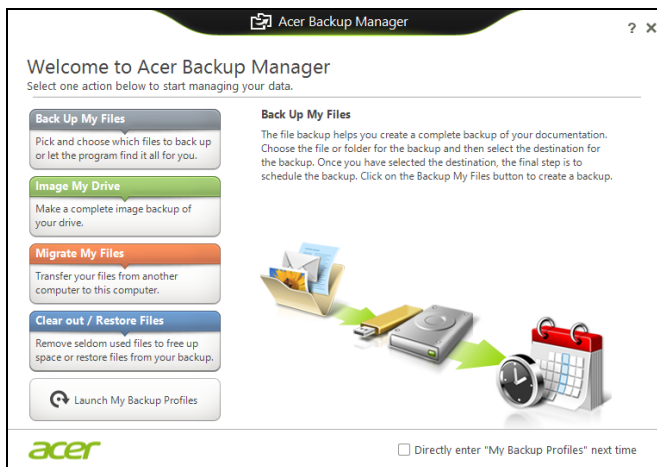 Acer Backup Manager
? X
Welcome to Acer Backup Manager
Select one action below to start managing your data.
Back Up My Files
Pick and choose which files to back up
or let the program find it all for you.
Image My Drive
Make a complete image backup of
your drive.
Migrate My Files
Transfer your files from another
computer to this computer.
Clear out / Restore Files
Remove seldom used files to free up
space or restore files from your backup.
Launch My Backup Profiles
Back Up My Files
The file backup helps you create a complete backup of your documentation.
Choose the file or folder for the backup and then select the destination for
the backup. Once you have selected the destination, the final step is to
schedule the backup. Click on the Backup My Files button to create a backup.
acer
Directly enter "My Backup Profiles" next time